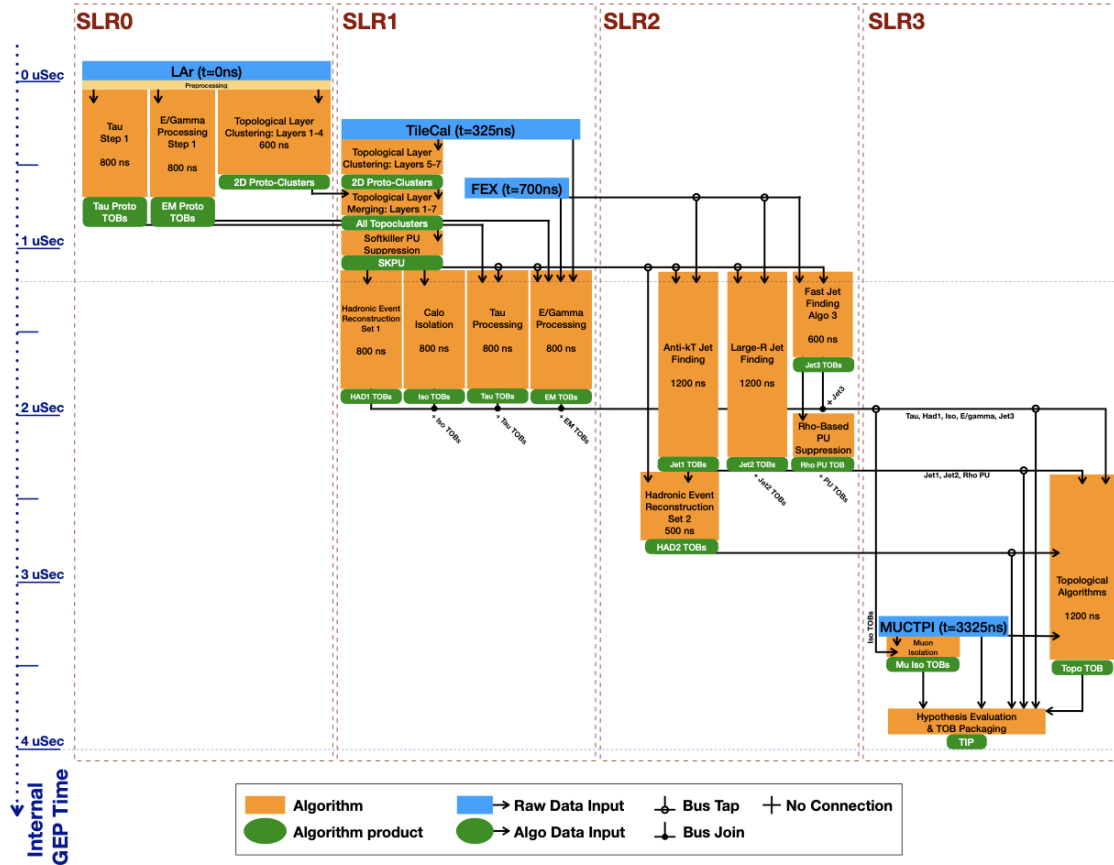 SLR0
SLR1
SLR2
SLR3
0 uSec
1 uSec
2 uSec
3 uSec
4 uSec
Internal
GEP Time
LAr (t=0ns)
Preprocessing
Tau
Step 1
800 ns
E/Gamma
Processing
Step 1
800 ns
Topological Layer
Clustering: Layers 1-4
600 ns
2D Proto-Clusters
Tau Proto
TOBs
EM Proto
TOBs
TileCal (t=325ns)
Topological Layer
Clustering: Layers 5-7
2D Proto-Clusters
Topological Layer
Merging: Layers 1-7
All Topoclusters
Softkiller PU
Suppression
SKPU
FEX (t=700ns)
Hadronic Event
Reconstruction
Set 1
800 ns
Calo
Isolation
800 ns
Tau
Processing
800 ns
E/Gamma
Processing
800 ns
HAD1 TOBs
Iso TOBs
Tau TOBs
EM TOBs
+ Iso TOBs
+ Tau TOBs
+ EM TOBs
Anti-kT Jet
Finding
1200 ns
Large-R Jet
Finding
1200 ns
Fast Jet
Finding
Algo 3
600 ns
Jet3 TOBs
+ Jet3
Rho-Based
PU
Suppression
Jet1 TOBs
Jet2 TOBs
Rho PU TOB
+ Jet2 TOBs
+ PU TOBs
Hadronic Event
Reconstruction
Set 2
500 ns
HAD2 TOBs
Tau, Had1, Iso, E/gamma, Jet3
Jet1, Jet2, Rho PU
Iso TOBs
Topological
Algorithms
1200 ns
MUCTPI (t=3325ns)
Muon
Isolation
Mu Iso TOBs
Topo TOB
Hypothesis Evaluation
& TOB Packaging
TIP
Algorithm
Raw Data Input
Bus Tap
No Connection
Algorithm product
Algo Data Input
Bus Join